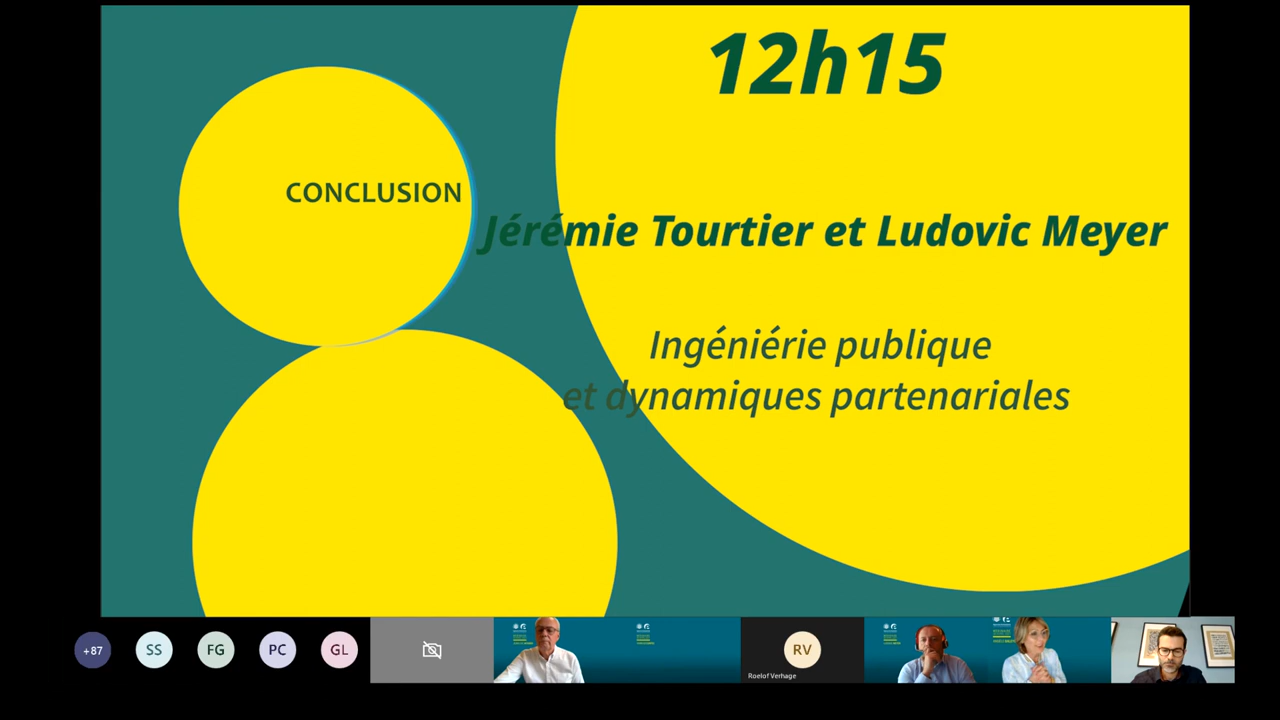 12h15
CONCLUSION
Jérémie Tourtier et Ludovic Meyer
Ingéniérie publique
et dynamiques partenariales
+87
SS
FG
PC
GL
RV
Roelof Verhage